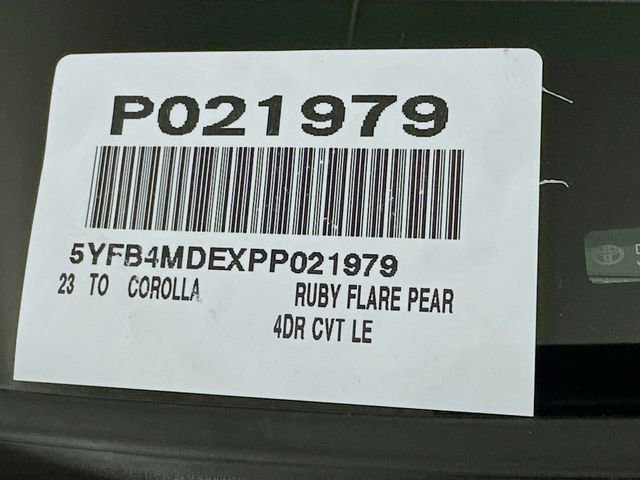 P021979
5YFB4MDEXPP021979
23 TO COROLLA RUBY FLARE PEAR
4DR CVT LE